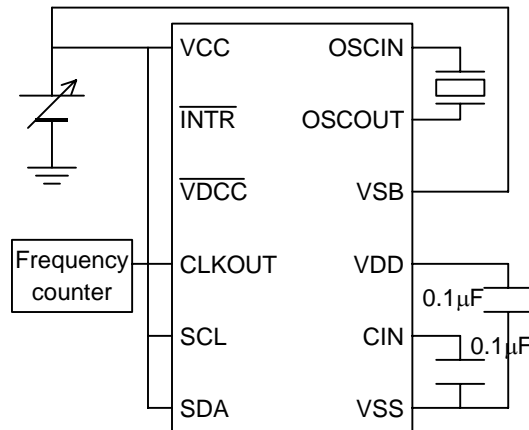 VCC
OSCIN
INTR
OSCOUT
VDCC
VSB
Frequency
counter
CLKOUT
VDD
0.1μF
SCL
CIN
0.1μF
SDA
VSS